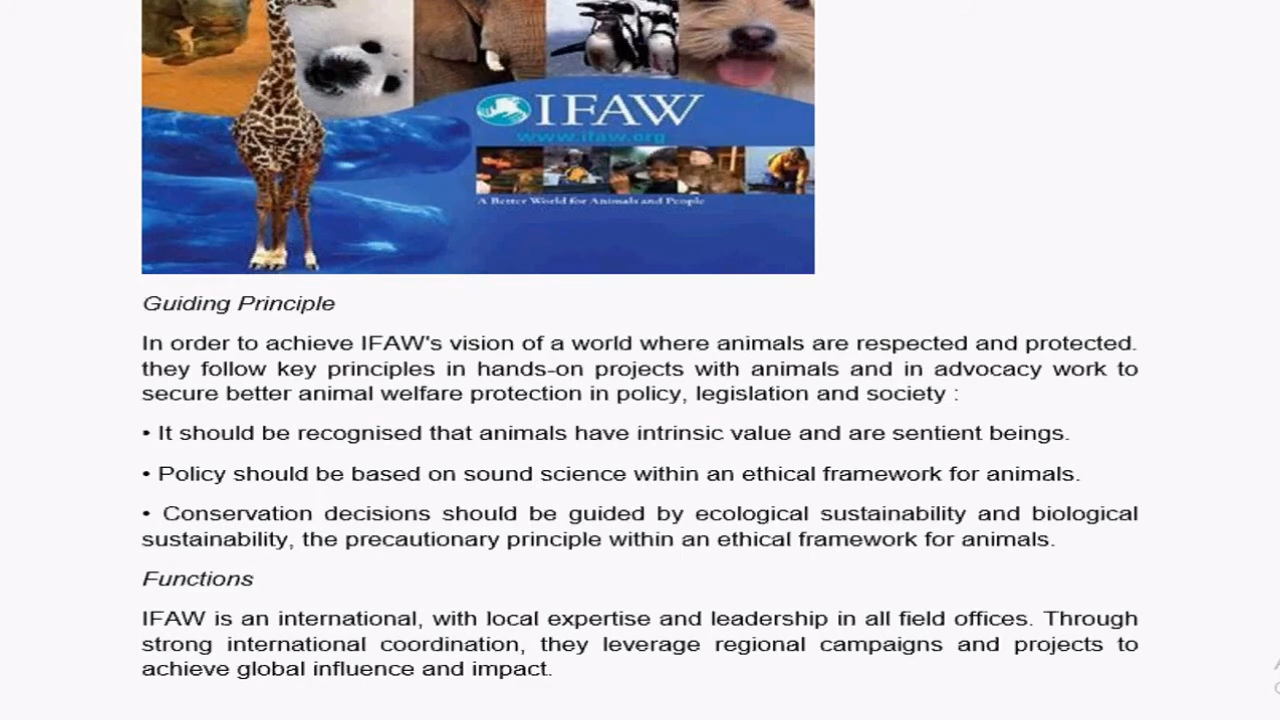 IFAW
www.ifaw.org
A Better World for Animals and People
Guiding Principle
In order to achieve IFAW's vision of a world where animals are respected and protected.
they follow key principles in hands-on projects with animals and in advocacy work to
secure better animal welfare protection in policy, legislation and society :
• It should be recognised that animals have intrinsic value and are sentient beings.
• Policy should be based on sound science within an ethical framework for animals.
• Conservation decisions should be guided by ecological sustainability and biological
sustainability, the precautionary principle within an ethical framework for animals.
Functions
IFAW is an international, with local expertise and leadership in all field offices. Through
strong international coordination, they leverage regional campaigns and projects to
achieve global influence and impact.